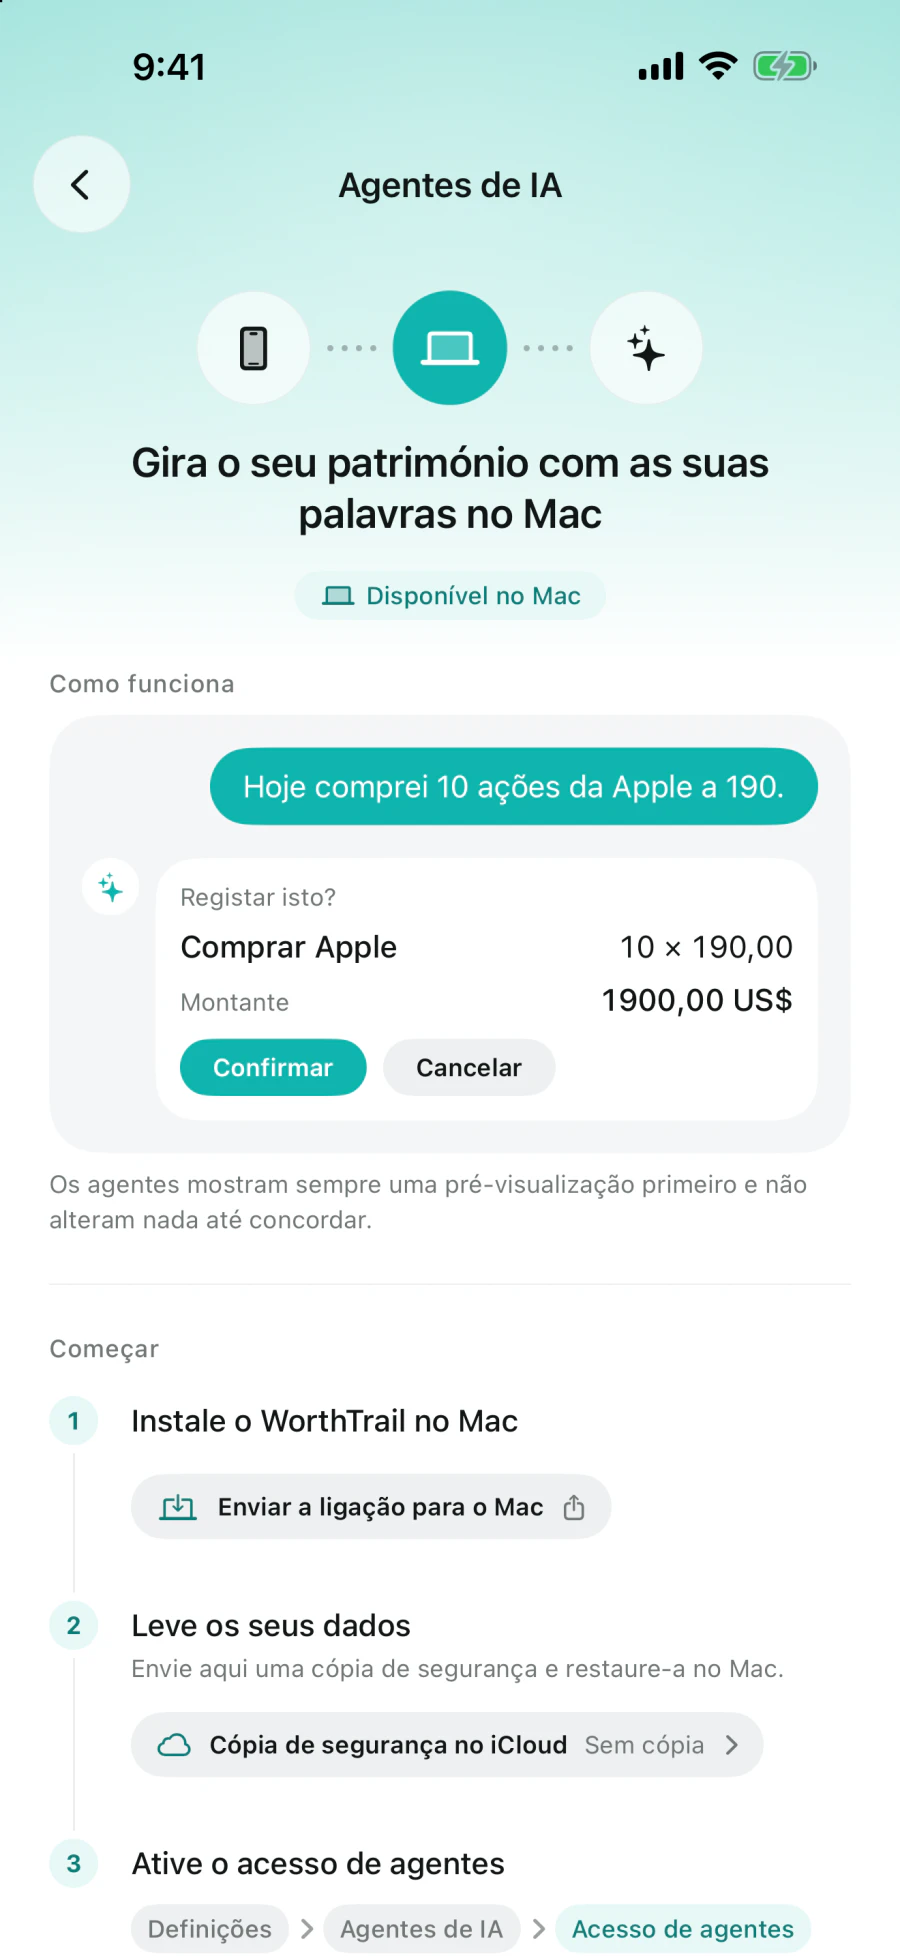 9:41
Agentes de IA
Gira o seu património com as suas
palavras no Mac
Disponível no Mac
Como funciona
Hoje comprei 10 ações da Apple a 190.
Registar isto?
Comprar Apple 10 × 190,00
Montante 1900,00 US$
Confirmar Cancelar
Os agentes mostram sempre uma pré-visualização primeiro e não
alteram nada até concordar.
Começar
1 Instale o WorthTrail no Mac
Enviar a ligação para o Mac
2 Leve os seus dados
Envie aqui uma cópia de segurança e restaure-a no Mac.
Cópia de segurança no iCloud Sem cópia
3 Ative o acesso de agentes
Definições Agentes de IA Acesso de agentes